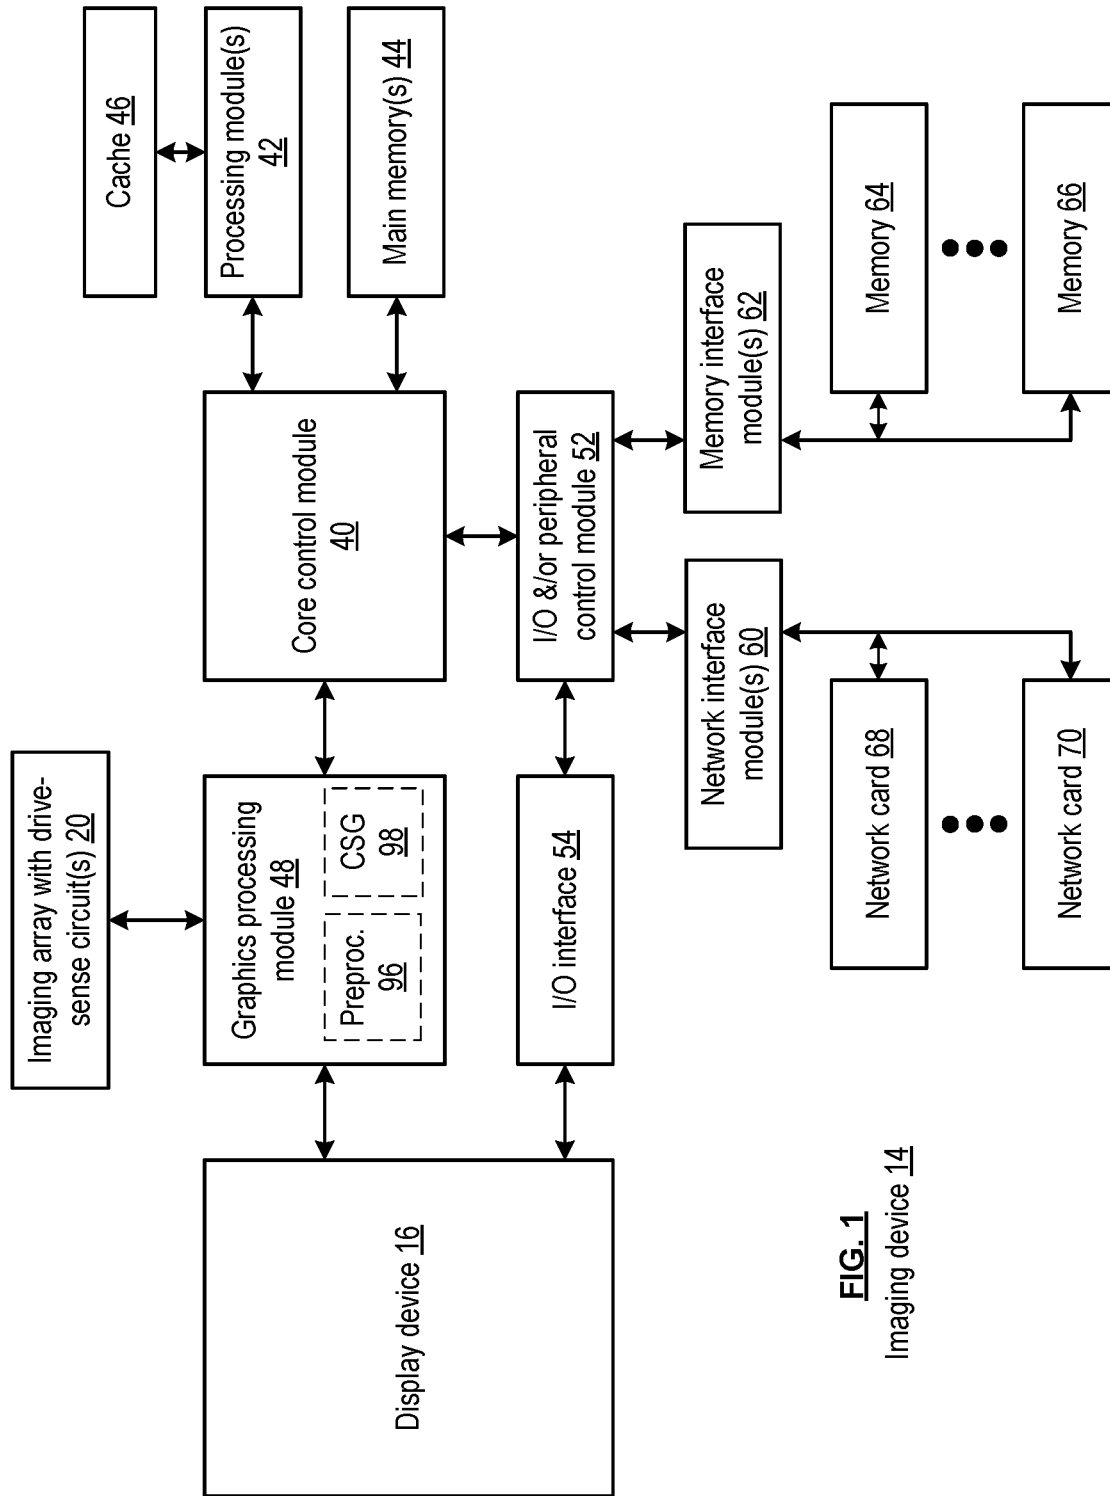 Imaging array with drive-
sense circuit(s) 20
Cache 46
Processing module(s)
42
Main memory(s) 44
Core control module
40
Graphics processing
module 48
Preproc.
96
CSG
98
Display device 16
I/O interface 54
I/O &/or peripheral
control module 52
Network interface
module(s) 60
Memory interface
module(s) 62
Network card 68
Network card 70
Memory 64
Memory 66
FIG. 1
Imaging device 14